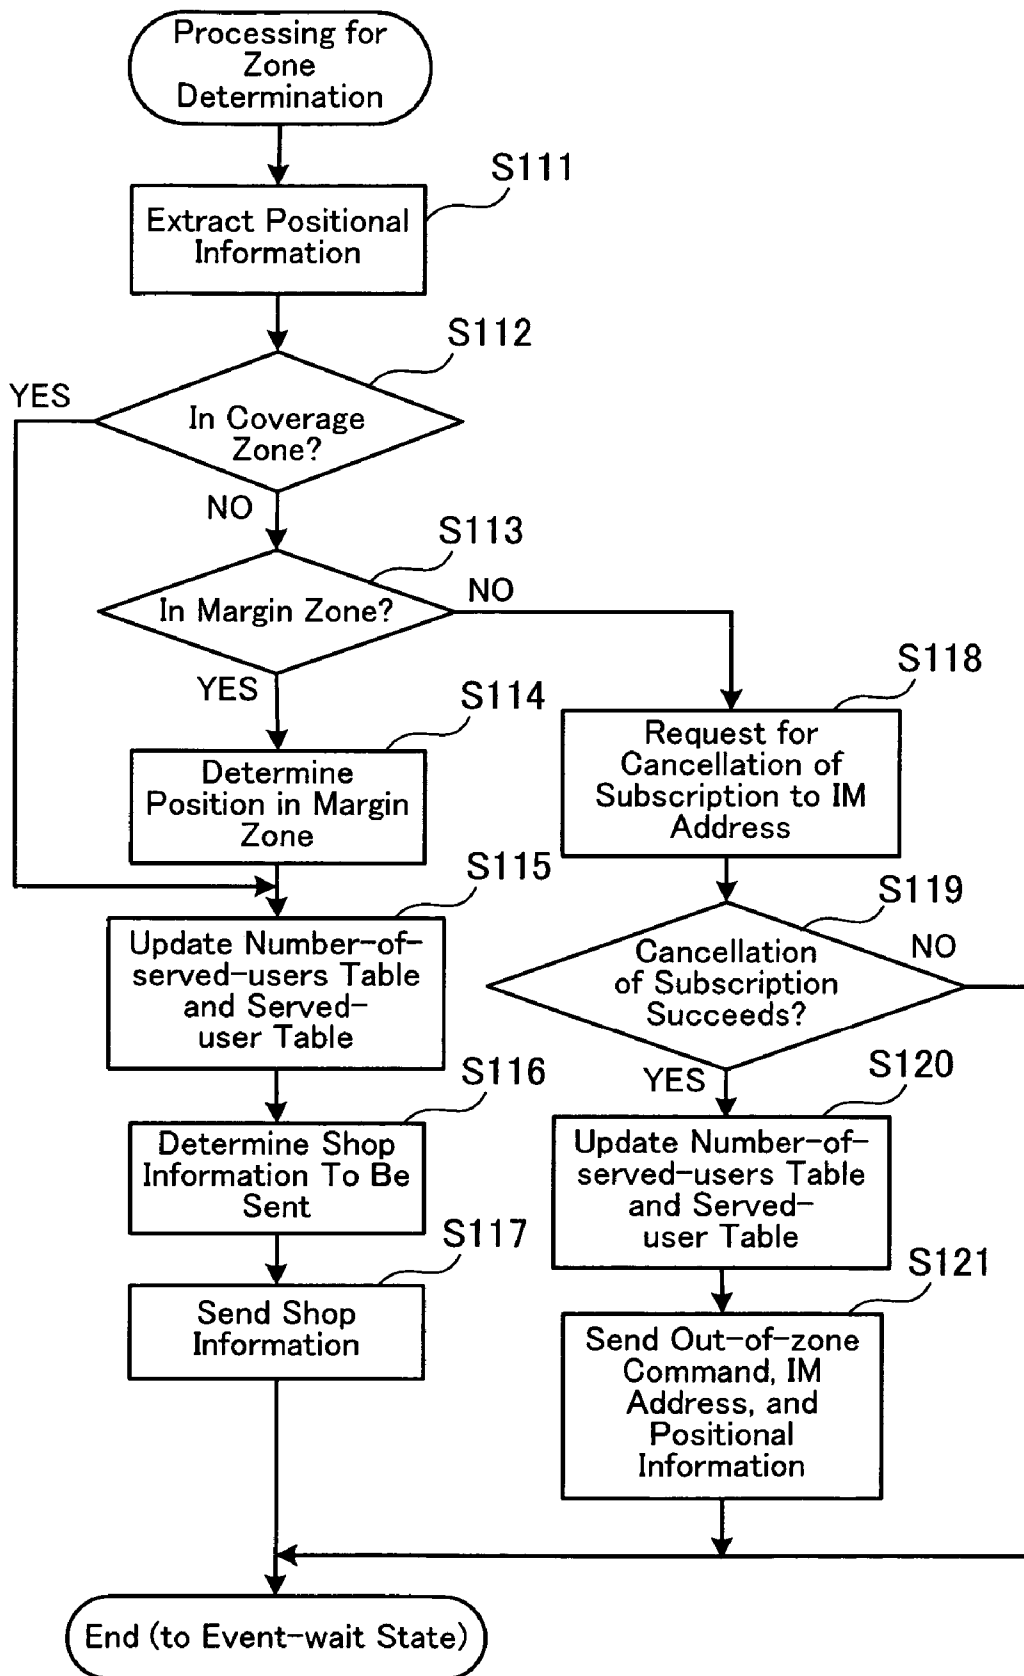 Processing for
Zone
Determination
S111
Extract Positional
Information
S112
YES
In Coverage
Zone?
NO
S113
In Margin Zone?
NO
YES
S114
Determine
Position in Margin
Zone
S118
Request for
Cancellation of
Subscription to IM
Address
S115
Update Number-of-
served-users Table
and Served-
user Table
S119
Cancellation
of Subscription
Succeeds?
NO
YES
S116
Determine Shop
Information To Be
Sent
S120
Update Number-of-
served-users Table
and Served-
user Table
S117
Send Shop
Information
S121
Send Out-of-zone
Command, IM
Address, and
Positional
Information
End (to Event-wait State)